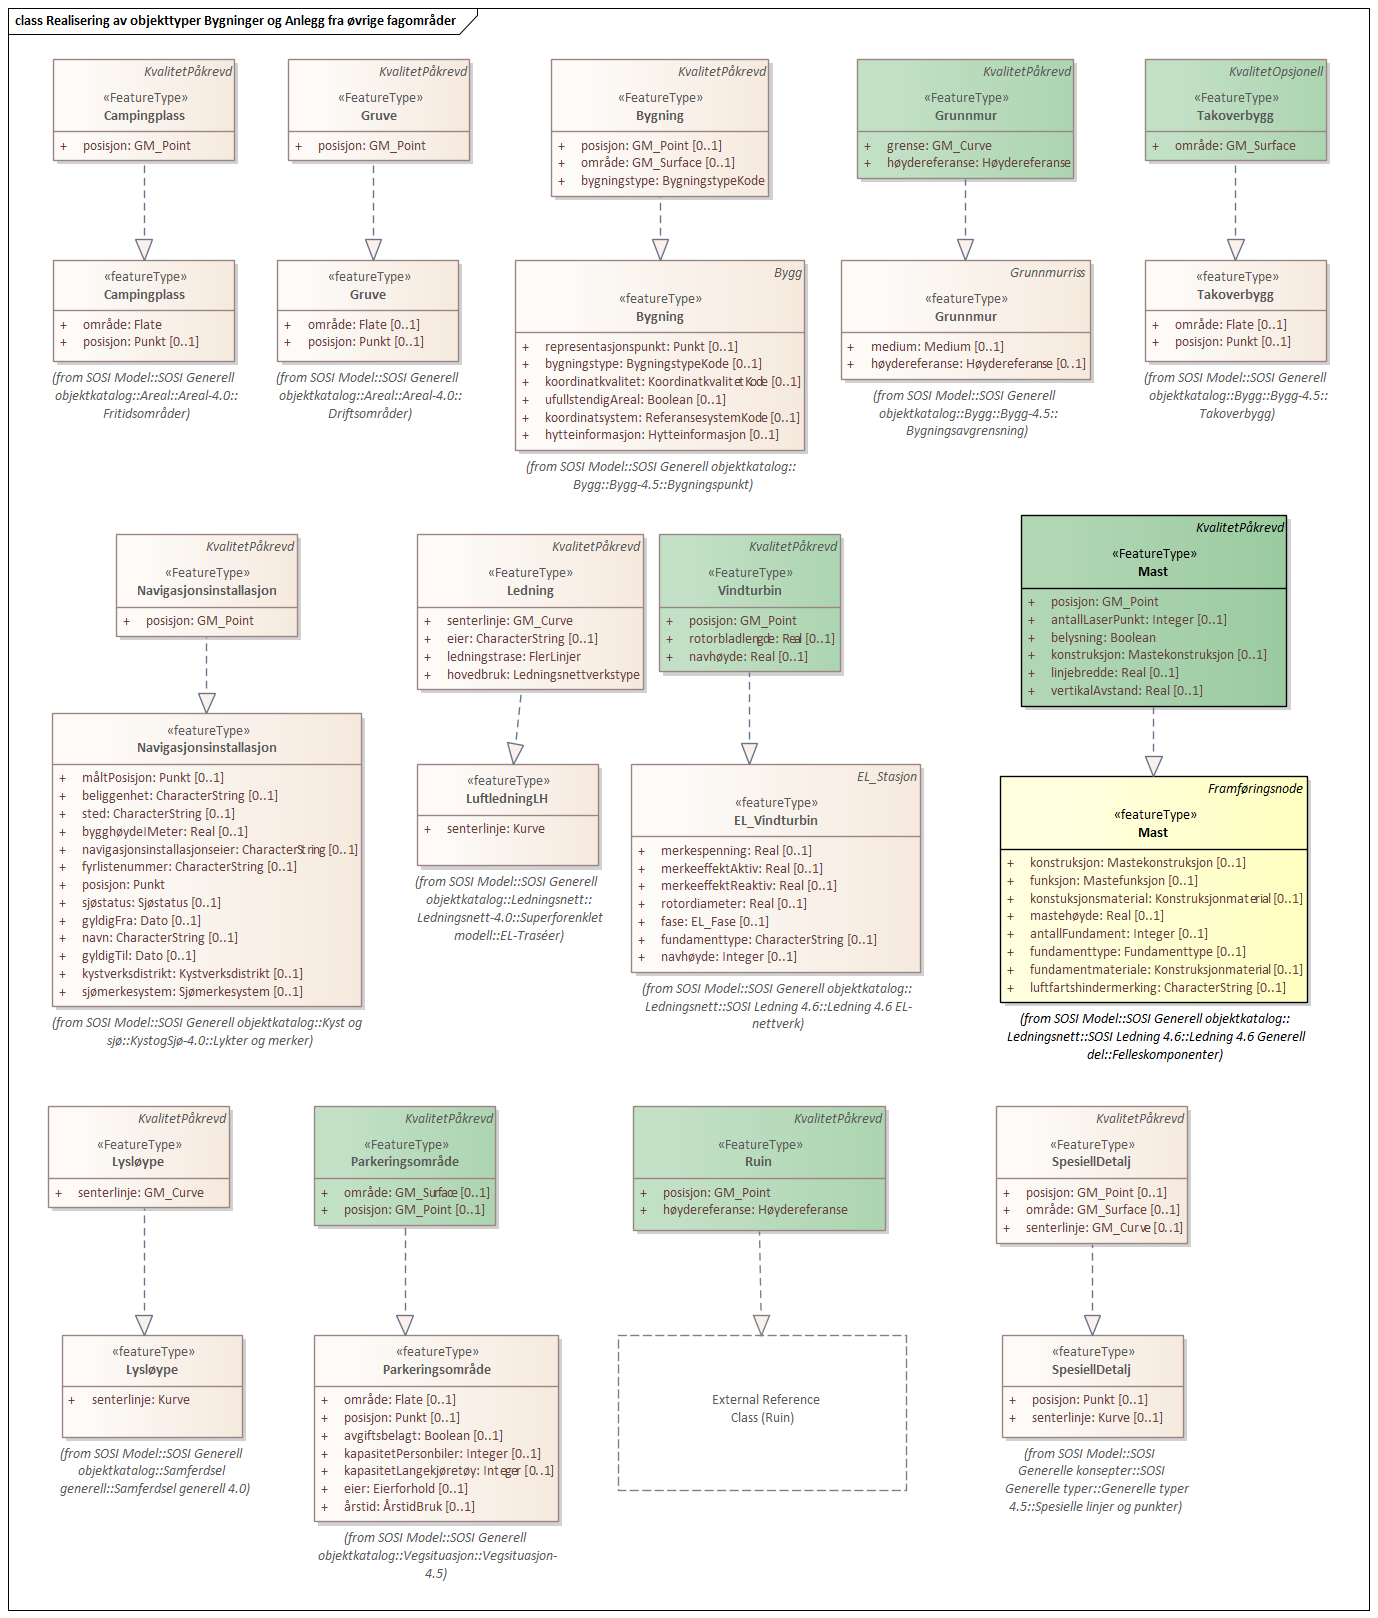 class Realisering av objekttyper Bygninger og Anlegg fra øvrige fagområder
KvalitetPåkrevd
«FeatureType»
Campingplass
+ posisjon: GM_Point
KvalitetPåkrevd
«FeatureType»
Gruve
+ posisjon: GM_Point
KvalitetPåkrevd
«FeatureType»
Bygning
+ posisjon: GM_Point [0..1]
+ område: GM_Surface [0..1]
+ bygningstype: BygningstypeKode
KvalitetPåkrevd
«FeatureType»
Grunnmur
+ grense: GM_Curve
+ høydereferanse: Høydereferanse
KvalitetOpsjonell
«FeatureType»
Takoverbygg
+ område: GM_Surface
«featureType»
Campingplass
+ område: Flate
+ posisjon: Punkt [0..1]
(from SOSI Model::SOSI Generell
objektkatalog::Areal::Areal-4.0::
Fritidsområder)
«featureType»
Gruve
+ område: Flate [0..1]
+ posisjon: Punkt [0..1]
(from SOSI Model::SOSI Generell
objektkatalog::Areal::Areal-4.0::
Driftsområder)
Bygg
«featureType»
Bygning
+ representasjonspunkt: Punkt [0..1]
+ bygningstype: BygningstypeKode [0..1]
+ koordinatkvalitet: KoordinatkvalitetKode [0..1]
+ ufullstendigAreal: Boolean [0..1]
+ koordinatsystem: ReferansesystemKode [0..1]
+ hytteinformasjon: Hytteinformasjon [0..1]
(from SOSI Model::SOSI Generell objektkatalog::
Bygg::Bygg-4.5::Bygningspunkt)
Grunnmurriss
«featureType»
Grunnmur
+ medium: Medium [0..1]
+ høydereferanse: Høydereferanse [0..1]
(from SOSI Model::SOSI Generell
objektkatalog::Bygg::Bygg-4.5::
Bygningsavgrensning)
«featureType»
Takoverbygg
+ område: Flate [0..1]
+ posisjon: Punkt [0..1]
(from SOSI Model::SOSI Generell
objektkatalog::Bygg::Bygg-4.5::
Takoverbygg)
KvalitetPåkrevd
«FeatureType»
Navigasjonsinstallasjon
+ posisjon: GM_Point
KvalitetPåkrevd
«FeatureType»
Ledning
+ senterlinje: GM_Curve
+ eier: CharacterString [0..1]
+ ledningstrase: FlerLinjer
+ hovedbruk: Ledningsnettverkstype
KvalitetPåkrevd
«FeatureType»
Vindturbin
+ posisjon: GM_Point
+ rotorbladlengde: Real [0..1]
+ navhøyde: Real [0..1]
KvalitetPåkrevd
«FeatureType»
Mast
+ posisjon: GM_Point
+ antallLaserPunkt: Integer [0..1]
+ belysning: Boolean
+ konstruksjon: Mastekonstruksjon [0..1]
+ linjebredde: Real [0..1]
+ vertikalAvstand: Real [0..1]
«featureType»
Navigasjonsinstallasjon
+ måltPosisjon: Punkt [0..1]
+ beliggenhet: CharacterString [0..1]
+ sted: CharacterString [0..1]
+ bygghøydeIMeter: Real [0..1]
+ navigasjonsinstallasjonseier: CharacterString [0..1]
+ fyrlistenummer: CharacterString [0..1]
+ posisjon: Punkt
+ sjøstatus: Sjøstatus [0..1]
+ gyldigFra: Dato [0..1]
+ navn: CharacterString [0..1]
+ gyldigTil: Dato [0..1]
+ kystverksdistrikt: Kystverksdistrikt [0..1]
+ sjømerkesystem: Sjømerkesystem [0..1]
(from SOSI Model::SOSI Generell objektkatalog::Kyst og
sjø::KystogSjø-4.0::Lykter og merker)
«featureType»
LuftledningLH
+ senterlinje: Kurve
(from SOSI Model::SOSI Generell
objektkatalog::Ledningsnett::
Ledningsnett-4.0::Superforenklet
modell::EL-Traséer)
EL_Stasjon
«featureType»
EL_Vindturbin
+ merkespenning: Real [0..1]
+ merkeeffektAktiv: Real [0..1]
+ merkeeffektReaktiv: Real [0..1]
+ rotordiameter: Real [0..1]
+ fase: EL_Fase [0..1]
+ fundamenttype: CharacterString [0..1]
+ navhøyde: Integer [0..1]
(from SOSI Model::SOSI Generell objektkatalog::
Ledningsnett::SOSI Ledning 4.6::Ledning 4.6 EL-
nettverk)
Framføringsnode
«featureType»
Mast
+ konstruksjon: Mastekonstruksjon [0..1]
+ funksjon: Mastefunksjon [0..1]
+ konstuksjonsmaterial: Konstruksjonmaterial [0..1]
+ mastehøyde: Real [0..1]
+ antallFundament: Integer [0..1]
+ fundamenttype: Fundamenttype [0..1]
+ fundamentmateriale: Konstruksjonmaterial [0..1]
+ luftfartshindermerking: CharacterString [0..1]
(from SOSI Model::SOSI Generell objektkatalog::
Ledningsnett::SOSI Ledning 4.6::Ledning 4.6 Generell
del::Felleskomponenter)
KvalitetPåkrevd
«FeatureType»
Lysløype
+ senterlinje: GM_Curve
KvalitetPåkrevd
«FeatureType»
Parkeringsområde
+ område: GM_Surface [0..1]
+ posisjon: GM_Point [0..1]
KvalitetPåkrevd
«FeatureType»
Ruin
+ posisjon: GM_Point
+ høydereferanse: Høydereferanse
KvalitetPåkrevd
«FeatureType»
SpesiellDetalj
+ posisjon: GM_Point [0..1]
+ område: GM_Surface [0..1]
+ senterlinje: GM_Curve [0..1]
«featureType»
Lysløype
+ senterlinje: Kurve
(from SOSI Model::SOSI Generell
objektkatalog::Samferdsel
generell::Samferdsel generell 4.0)
«featureType»
Parkeringsområde
+ område: Flate [0..1]
+ posisjon: Punkt [0..1]
+ avgiftsbelagt: Boolean [0..1]
+ kapasitetPersonbiler: Integer [0..1]
+ kapasitetLangekjøretøy: Integer [0..1]
+ eier: Eierforhold [0..1]
+ årstid: ÅrstidBruk [0..1]
(from SOSI Model::SOSI Generell
objektkatalog::Vegsituasjon::Vegsituasjon-
4.5)
External Reference
Class (Ruin)
«featureType»
SpesiellDetalj
+ posisjon: Punkt [0..1]
+ senterlinje: Kurve [0..1]
(from SOSI Model::SOSI
Generelle konsepter::SOSI
Generelle typer::Generelle typer
4.5::Spesielle linjer og punkter)